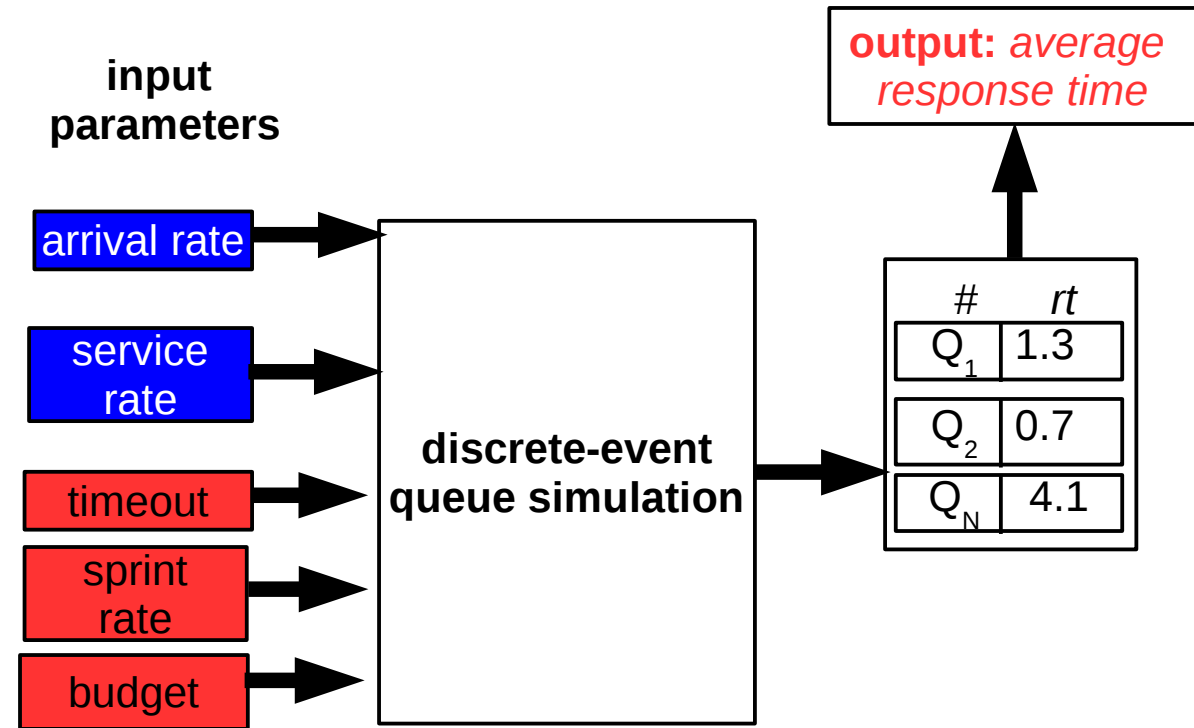 input
parameters
arrival rate
service
rate
timeout
sprint
rate
budget
discrete-event
queue simulation
output: average
response time
# rt
Q1 1.3
Q2 0.7
QN 4.1